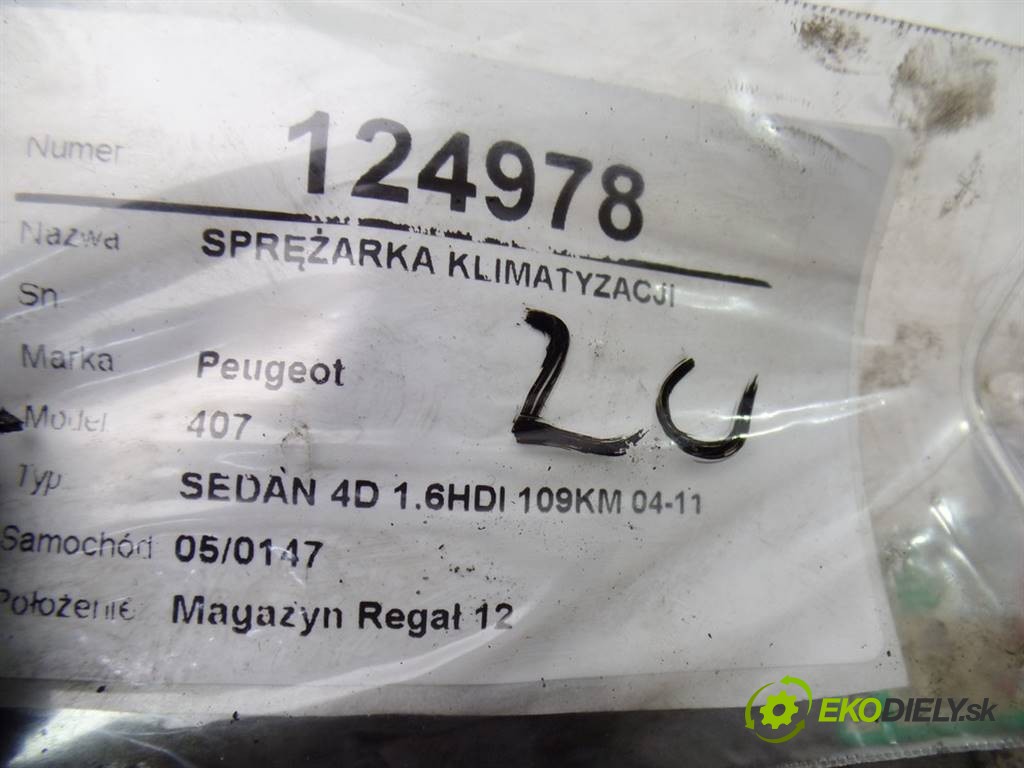 Numer 124978
Nazwa SPRĘŻARKA KLIMATYZACJI
Sn
Marka Peugeot
Model 407
Typ SEDAN 4D 1.6HDI 109KM 04-11
Samochód 05/0147
Położenie Magazyn Regał 12
EKODIELY.sk